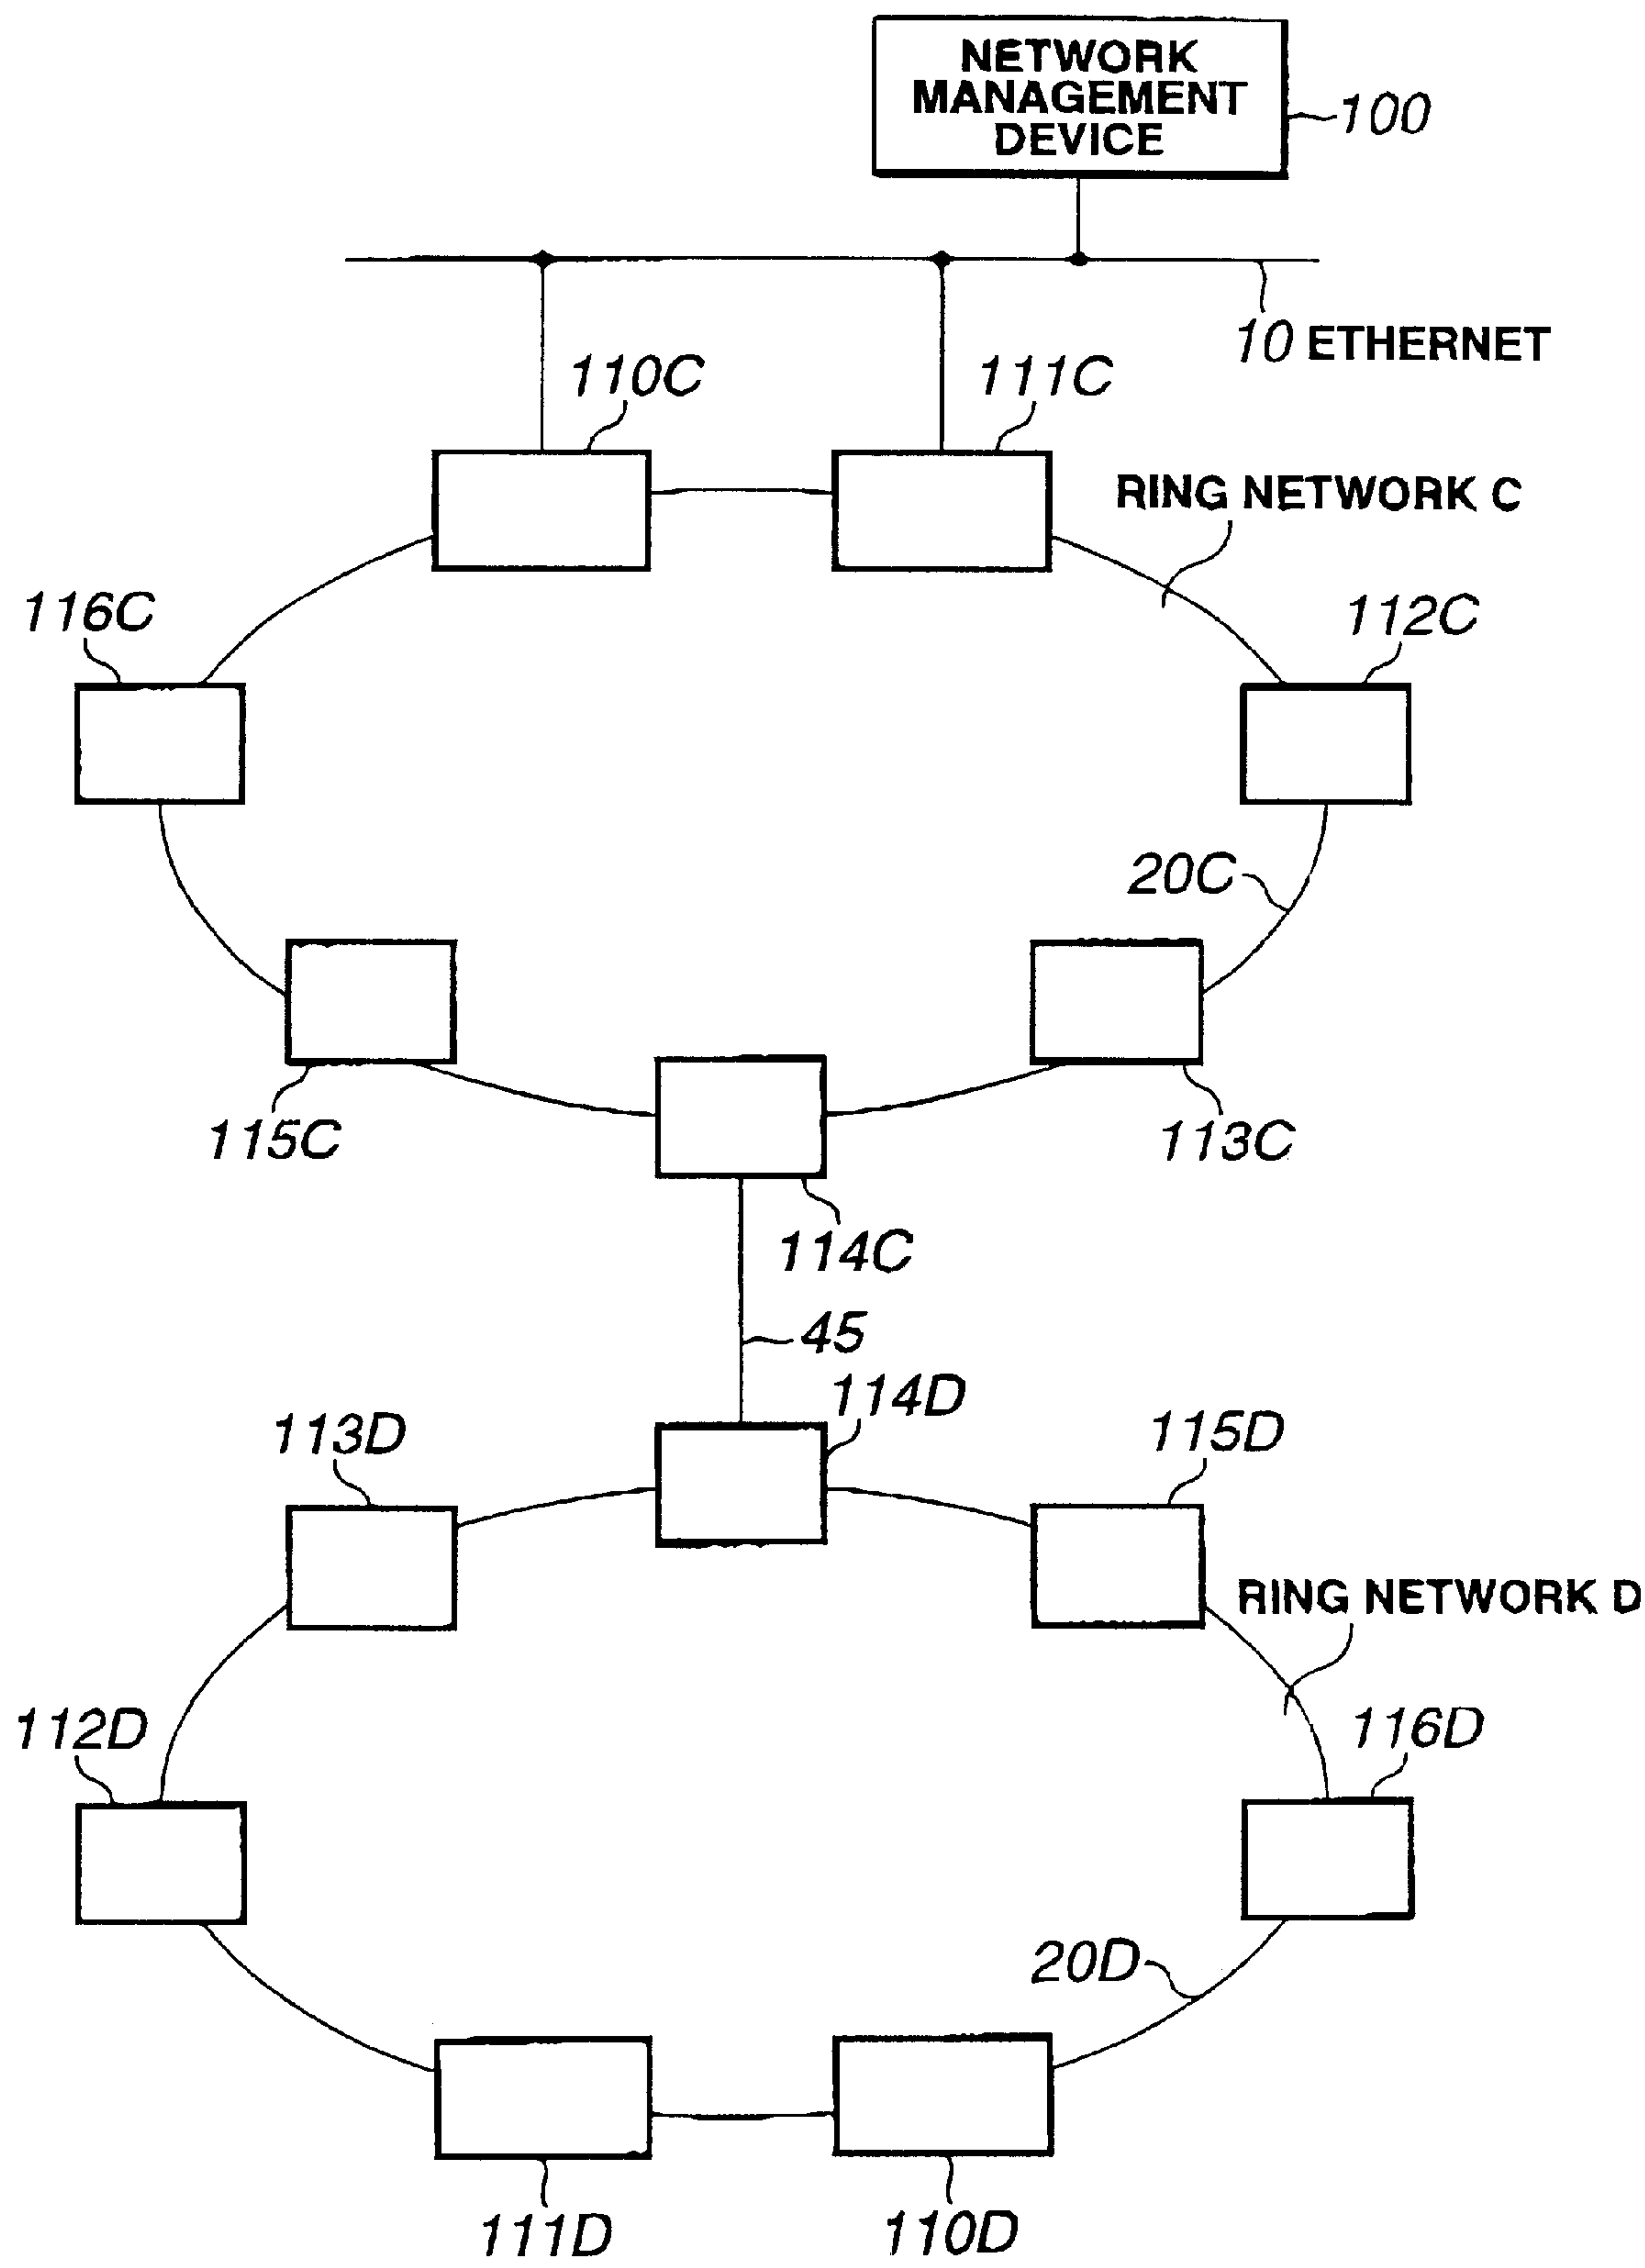 NETWORK
MANAGEMENT
DEVICE
100
10 ETHERNET
110C
111C
RING NETWORK C
116C
112C
20C
115C
113C
114C
45
114D
113D
115D
RING NETWORK D
112D
116D
20D
111D
110D